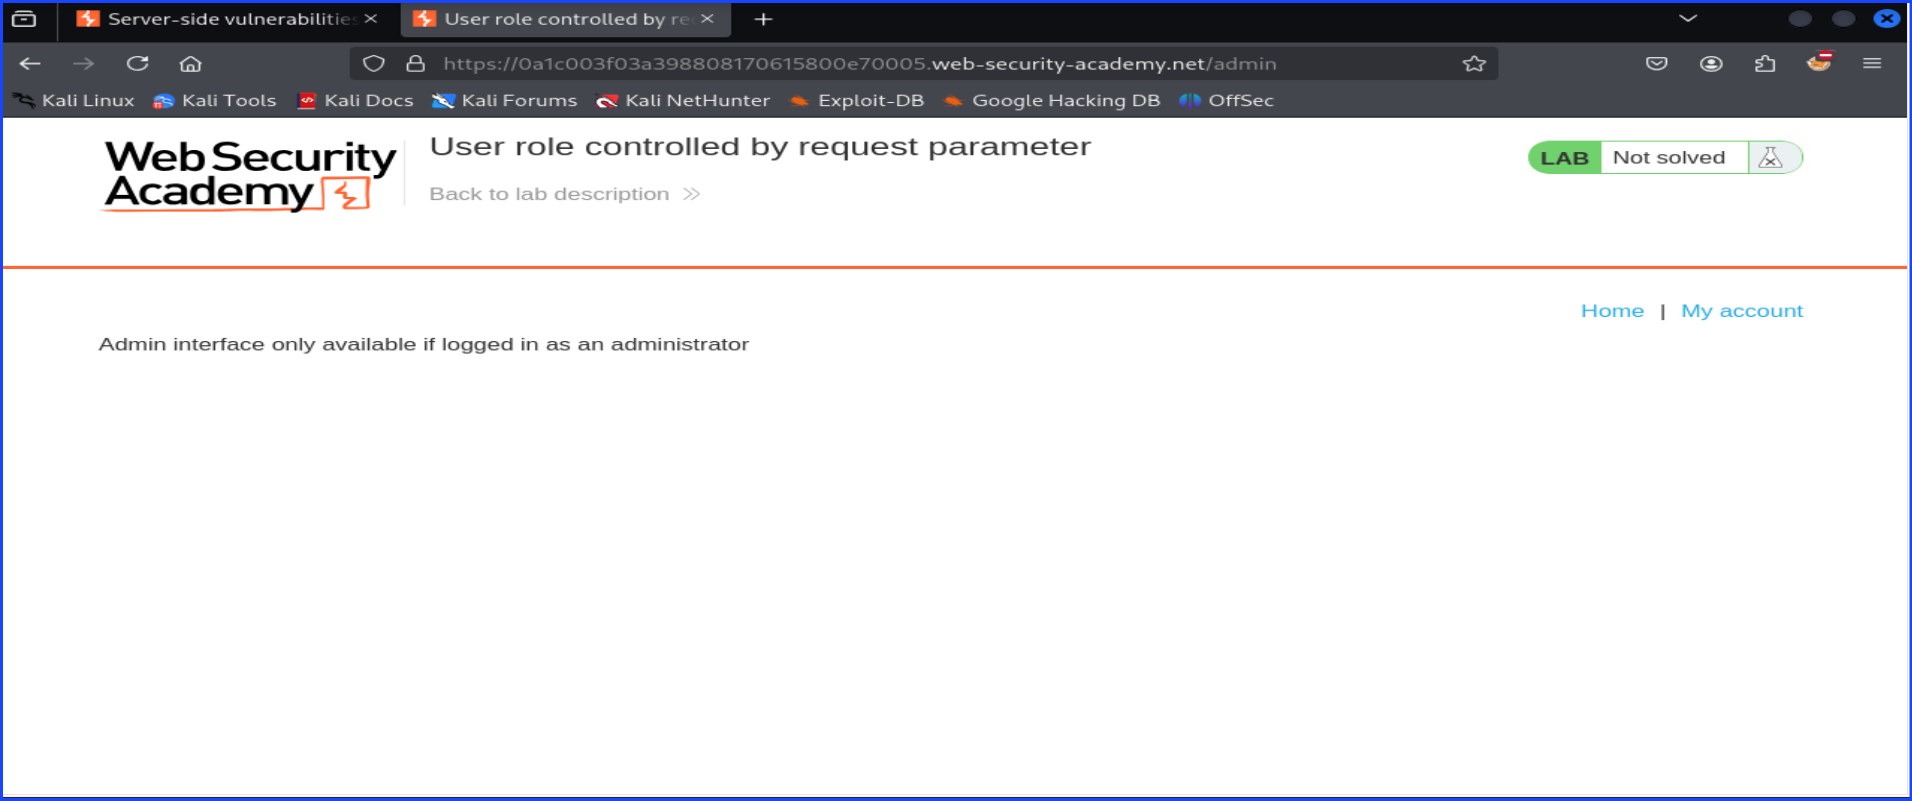 Server-side vulnerabilities
User role controlled by re
https://0a1c003f03a398808170615800e70005.web-security-academy.net/admin
Kali Linux Kali Tools Kali Docs Kali Forums Kali NetHunter Exploit-DB Google Hacking DB OffSec
Web Security
Academy
User role controlled by request parameter
Back to lab description
LAB Not solved
Home | My account
Admin interface only available if logged in as an administrator